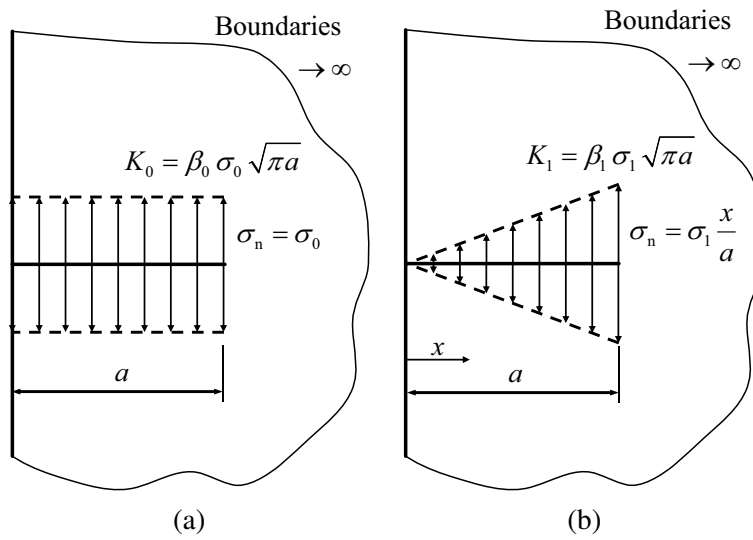 Boundaries
→ ∞
K₀ = β₀ σ₀ √πa
σₙ = σ₀
a
(a)
Boundaries
→ ∞
K₁ = β₁ σ₁ √πa
σₙ = σ₁ x/a
x
a
(b)